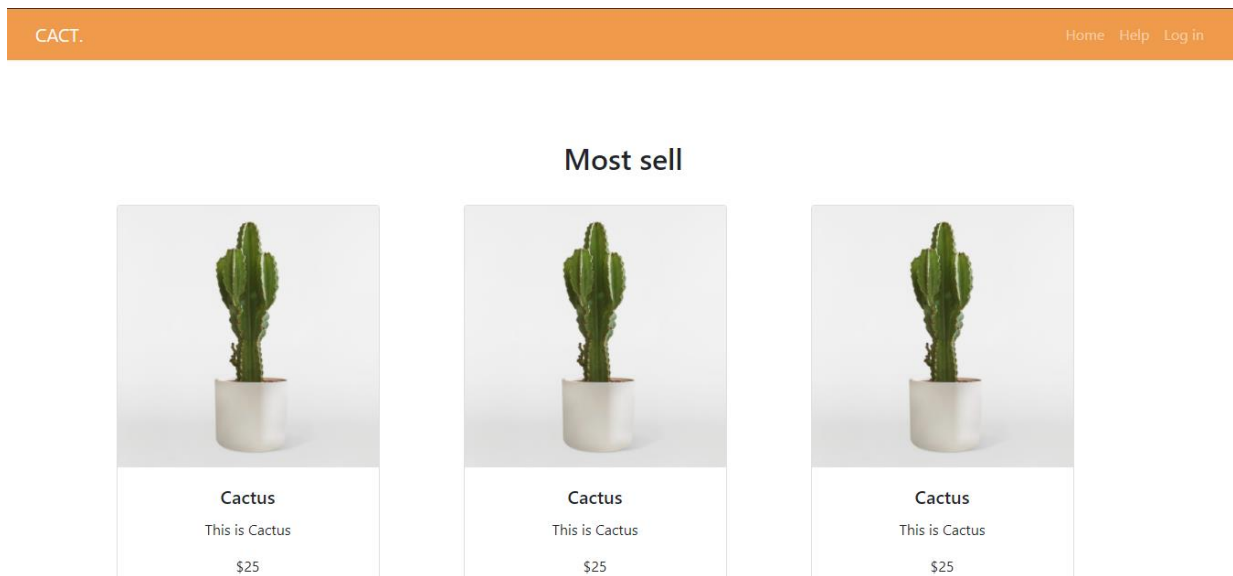 CACT.
Home Help Log in
Most sell
Cactus Cactus Cactus
This is Cactus This is Cactus This is Cactus
$25 $25 $25